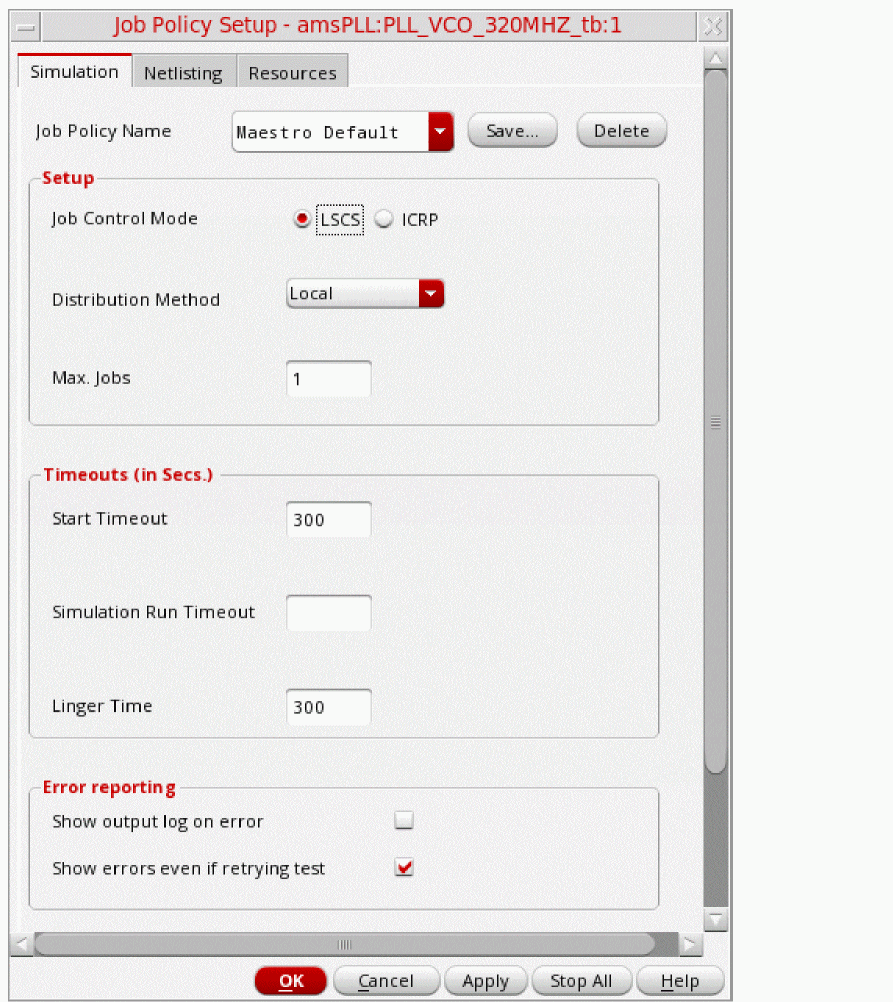 Job Policy Setup - amsPLL:PLL_VCO_320MHZ_tb:1
Simulation Netlisting Resources
Job Policy Name Maestro Default Save... Delete
Setup
Job Control Mode LSCS ICRP
Distribution Method Local
Max. Jobs 1
Timeouts (in Secs.)
Start Timeout 300
Simulation Run Timeout
Linger Time 300
Error reporting
Show output log on error
Show errors even if retrying test
OK Cancel Apply Stop All Help